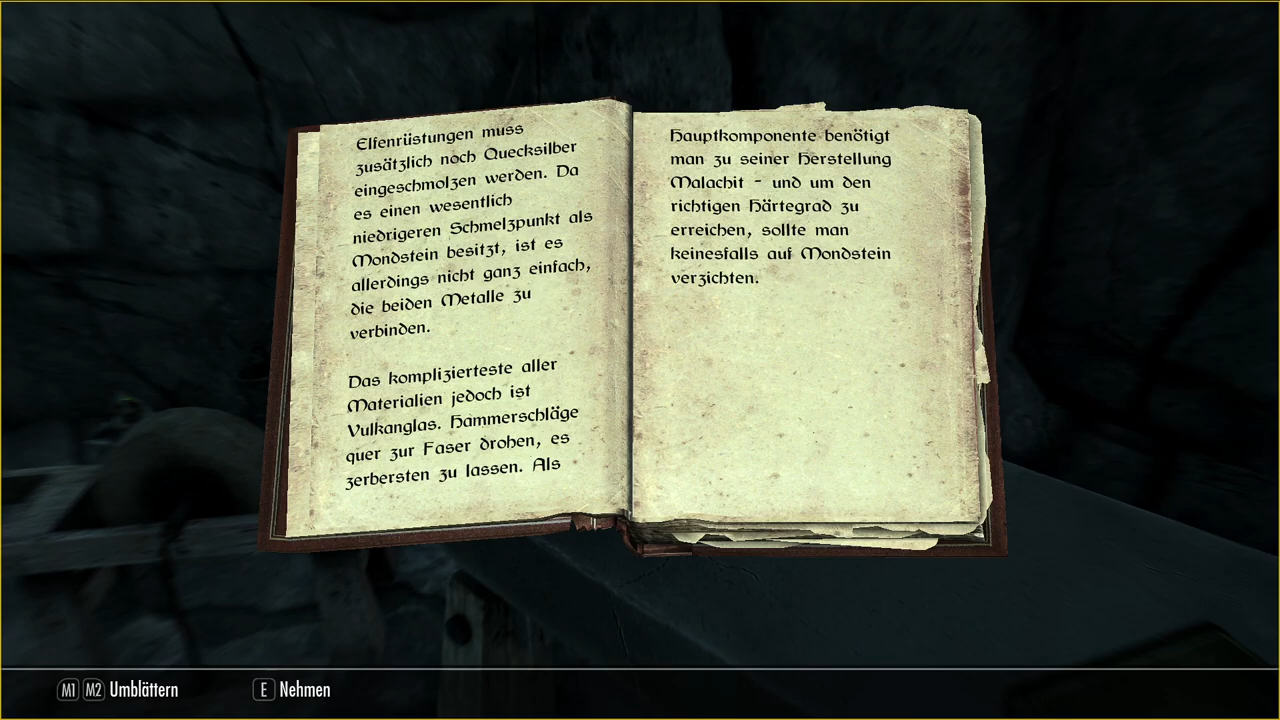 Elfenrüstungen muss
zusätzlich noch Quecksilber
eingeschmolzen werden. Da
es einen wesentlich
niedrigeren Schmelzpunkt als
Mondstein besitzt, ist es
allerdings nicht ganz einfach,
die beiden Metalle zu
verbinden.
Das komplizierteste aller
Materialien jedoch ist
Vulkanglas. Hammerschläge
quer zur Faser drohen, es
zerbersten zu lassen. Als
Hauptkomponente benötigt
man zu seiner Herstellung
Malachit - und um den
richtigen Härtegrad zu
erreichen, sollte man
keinesfalls auf Mondstein
verzichten.
M1 M2 Umblättern E Nehmen